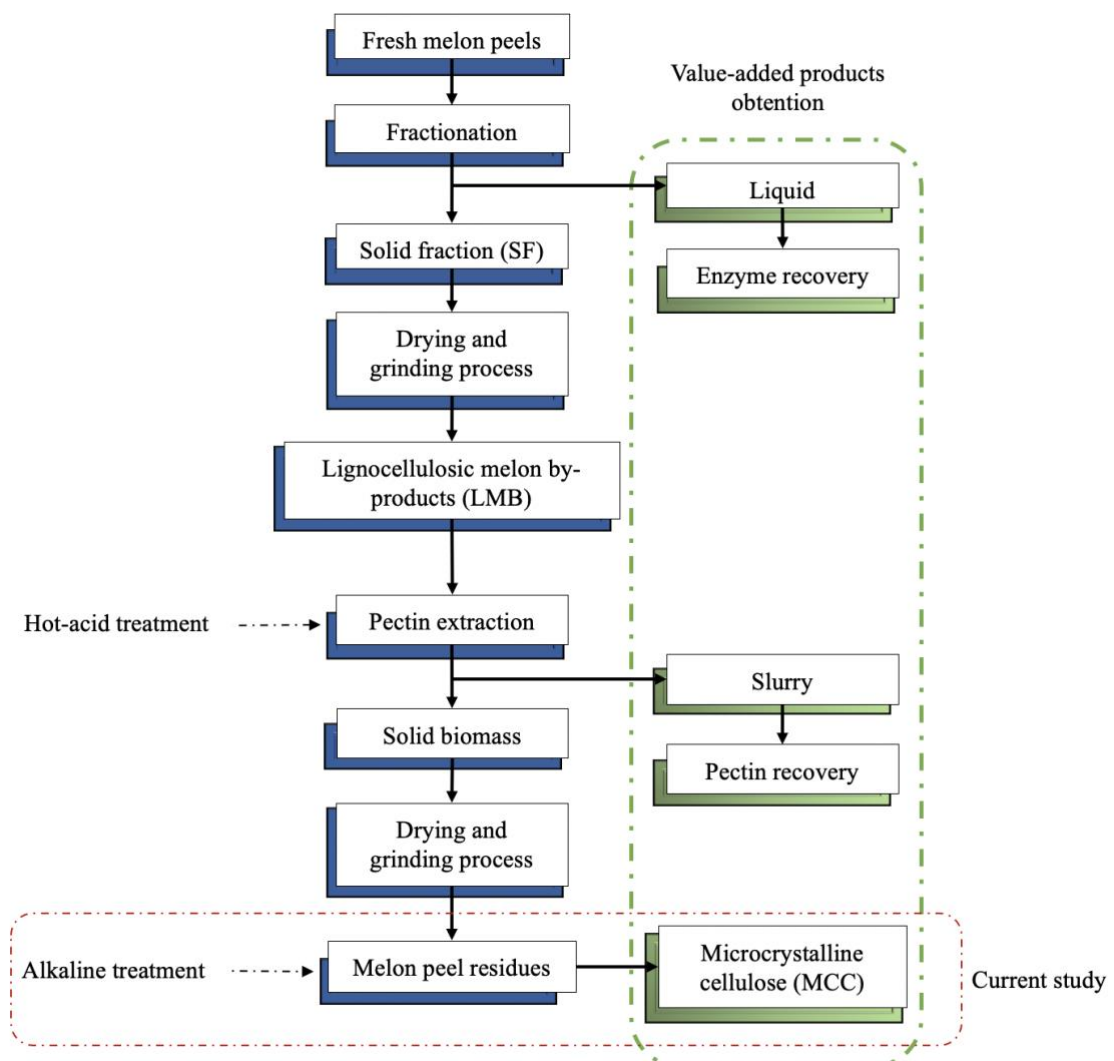 Fresh melon peels
Value-added products
obtention
Fractionation
Liquid
Solid fraction (SF)
Enzyme recovery
Drying and
grinding process
Lignocellulosic melon by-
products (LMB)
Hot-acid treatment
Pectin extraction
Slurry
Solid biomass
Pectin recovery
Drying and
grinding process
Alkaline treatment
Melon peel residues
Microcrystalline
cellulose (MCC)
Current study